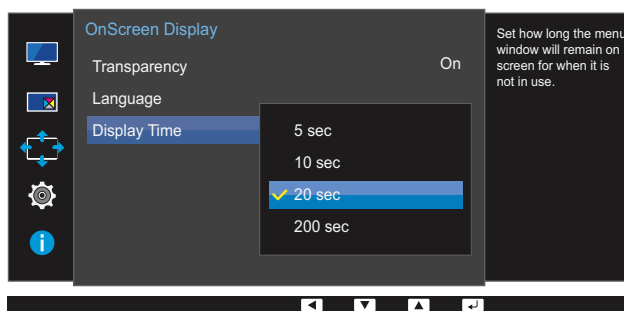 OnScreen Display
Transparency On
Language
Display Time
5 sec
10 sec
20 sec
200 sec
Set how long the menu
window will remain on
screen for when it is
not in use.